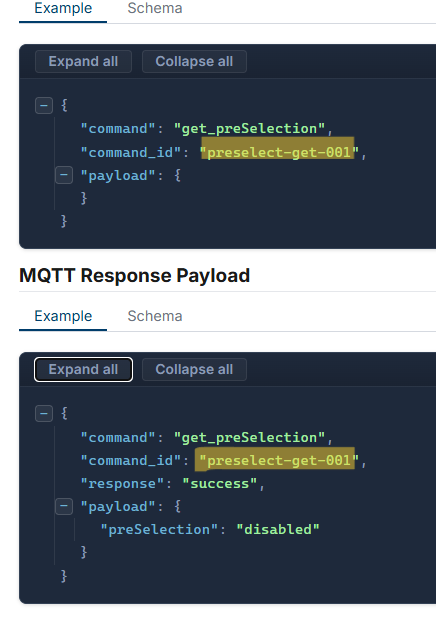 Example Schema
Expand all Collapse all
{
"command": "get_preSelection",
"command_id": "preselect-get-001",
"payload": {
}
}
MQTT Response Payload
Example Schema
Expand all Collapse all
{
"command": "get_preSelection",
"command_id": "preselect-get-001",
"response": "success",
"payload": {
"preSelection": "disabled"
}
}